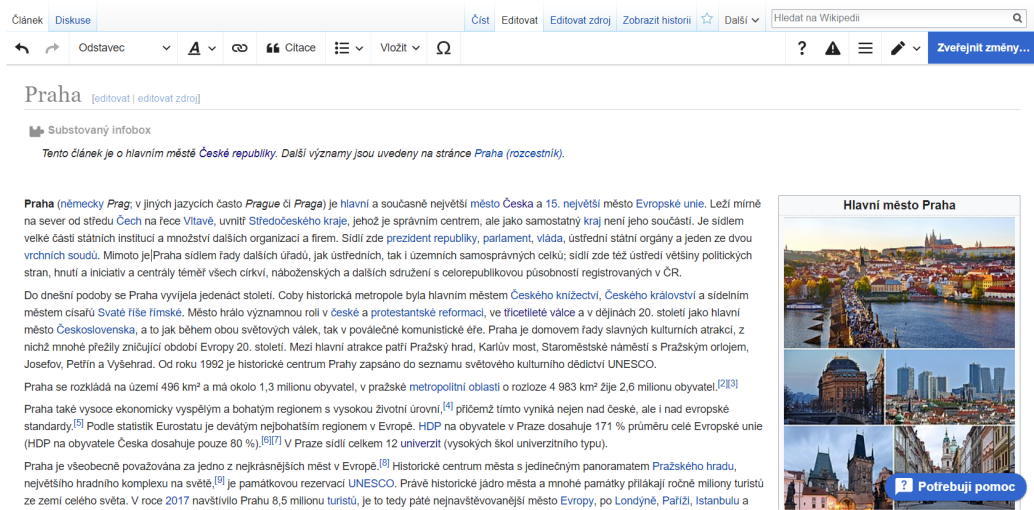 Článek Diskuse Číst Editovat Editovat zdroj Zobrazit historii Další Hledat na Wikipedii
Odstavec A Citace Vložit Ω ? Zveřejnit změny…
Praha [editovat | editovat zdroj]
Substovaný infobox
Tento článek je o hlavním městě České republiky. Další významy jsou uvedeny na stránce Praha (rozcestník).
Praha (německy Prag; v jiných jazycích často Prague či Praga) je hlavní a současně největší město Česka a 15. největší město Evropské unie. Leží mírně
na sever od středu Čech na řece Vltavě, uvnitř Středočeského kraje, jehož je správním centrem, ale jako samostatný kraj není jeho součástí. Je sídlem
velké části státních institucí a množství dalších organizací a firem. Sídlí zde prezident republiky, parlament, vláda, ústřední státní orgány a jeden ze dvou
vrchních soudů. Mimoto je Praha sídlem řady dalších úřadů, jak ústředních, tak i územních samosprávných celků; sídlí zde též ústředí většiny politických
stran, hnutí a iniciativ a centrály téměř všech církví, náboženských a dalších sdružení s celorepublikovou působností registrovaných v ČR.
Do dnešní podoby se Praha vyvíjela jedenáct století. Coby historická metropole byla hlavním městem Českého knížectví, Českého království a sídelním
městem císařů Svaté říše římské. Město hrálo významnou roli v české a protestantské reformaci, ve třicetileté válce a v dějinách 20. století jako hlavní
město Československa, a to jak během obou světových válek, tak v poválečné komunistické éře. Praha je domovem řady slavných kulturních atrakcí, z
nichž mnohé přežily zničující období Evropy 20. století. Mezi hlavní atrakce patří Pražský hrad, Karlův most, Staroměstské náměstí s Pražským orlojem,
Josefov, Petřín a Vyšehrad. Od roku 1992 je historické centrum Prahy zapsáno do seznamu světového kulturního dědictví UNESCO.
Praha se rozkládá na území 496 km² a má okolo 1,3 milionu obyvatel, v pražské metropolitní oblasti o rozloze 4 983 km² žije 2,6 milionu obyvatel.[2][3]
Praha také vysoce ekonomicky vyspělým a bohatým regionem s vysokou životní úrovní,[4] přičemž tímto vyniká nejen nad české, ale i nad evropské
standardy.[5] Podle statistik Eurostatu je devátým nejbohatším regionem v Evropě. HDP na obyvatele v Praze dosahuje 171 % průměru celé Evropské unie
(HDP na obyvatele Česka dosahuje pouze 80 %).[6][7] V Praze sídlí celkem 12 univerzit (vysokých škol univerzitního typu).
Praha je všeobecně považována za jedno z nejkrásnějších měst v Evropě.[8] Historické centrum města s jedinečným panoramatem Pražského hradu,
největšího hradního komplexu na světě,[9] je památkovou rezervací UNESCO. Právě historické jádro města a mnohé památky přilákají ročně miliony turistů
ze zemí celého světa. V roce 2017 navštívilo Prahu 8,5 milionu turistů, je to tedy páté nejnavštěvovanější město Evropy, po Londýně, Paříži, Istanbulu a
Hlavní město Praha
Potřebuji pomoc